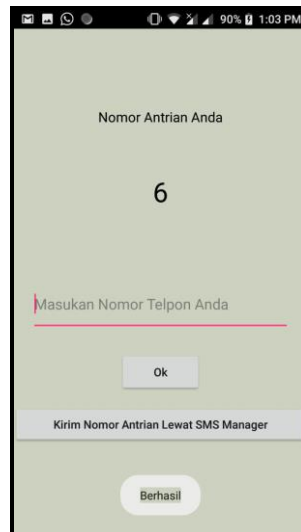 90% 1:03 PM
Nomor Antrian Anda
6
Masukan Nomor Telpon Anda
Ok
Kirim Nomor Antrian Lewat SMS Manager
Berhasil